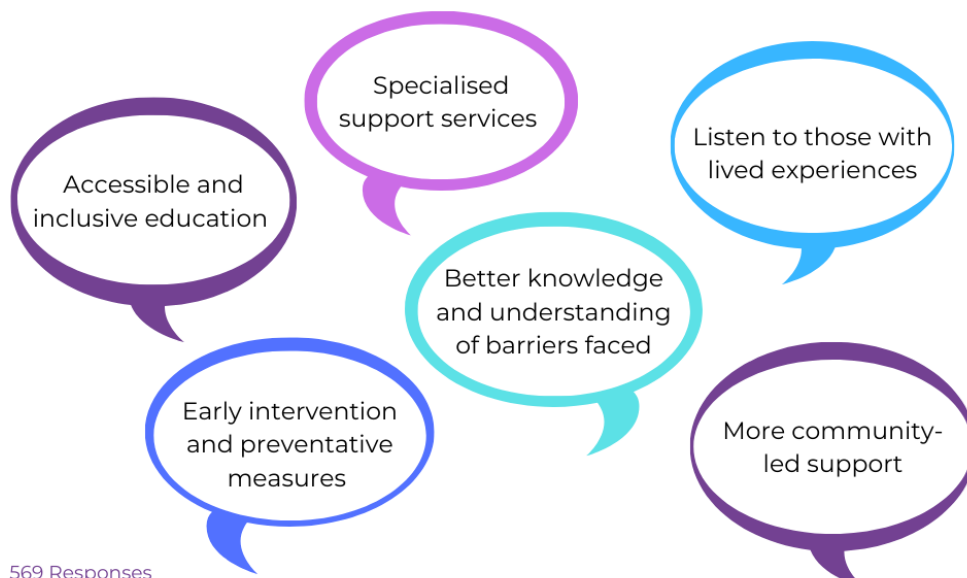 Specialised
support services
Listen to those with
lived experiences
Accessible and
inclusive education
Better knowledge
and understanding
of barriers faced
Early intervention
and preventative
measures
More community-
led support
569 Responses